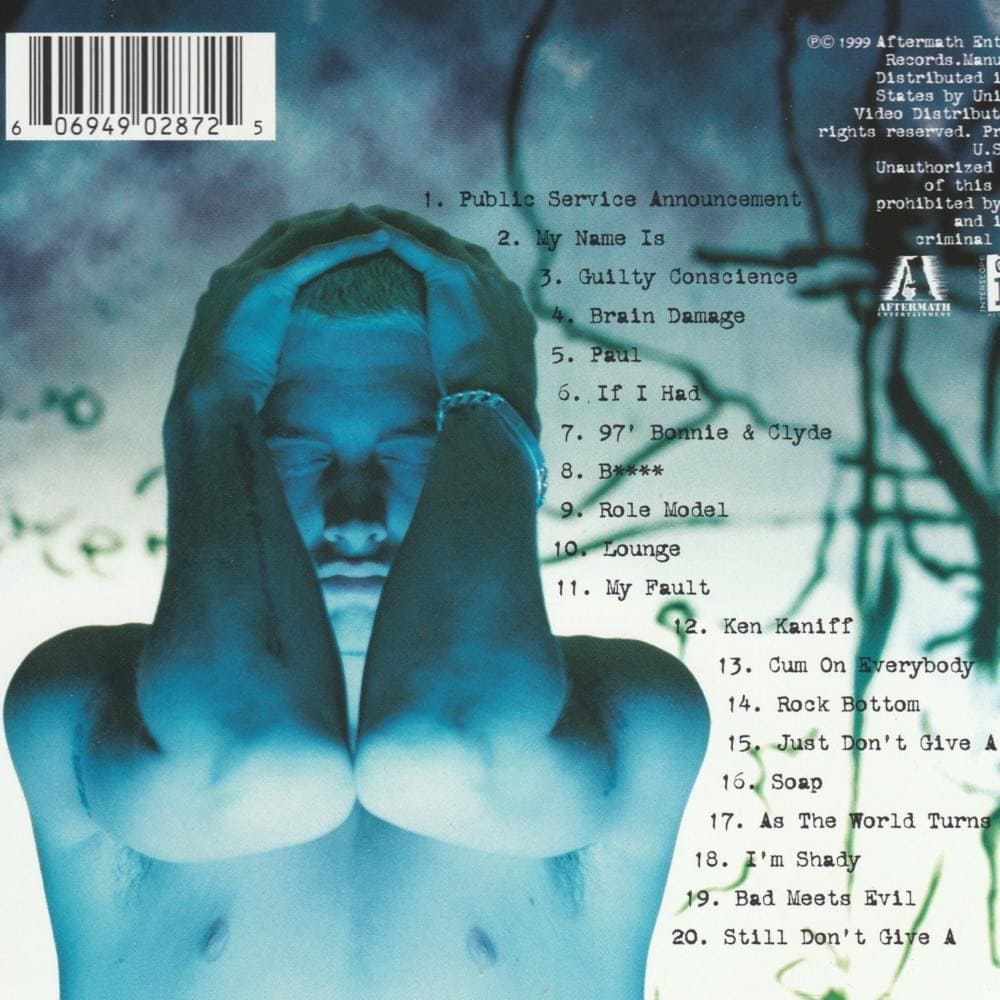 6 06949 02872 5
℗© 1999 Aftermath Ent
Records.Manu
Distributed i
States by Uni
Video Distribut
rights reserved. Pr
U.S
Unauthorized
of this
prohibited by
and i
criminal
AFTERMATH
ENTERTAINMENT
INTERSCOPE
1. Public Service Announcement
2. My Name Is
3. Guilty Conscience
4. Brain Damage
5. Paul
6. If I Had
7. 97' Bonnie & Clyde
8. B****
9. Role Model
10. Lounge
11. My Fault
12. Ken Kaniff
13. Cum On Everybody
14. Rock Bottom
15. Just Don't Give A
16. Soap
17. As The World Turns
18. I'm Shady
19. Bad Meets Evil
20. Still Don't Give A